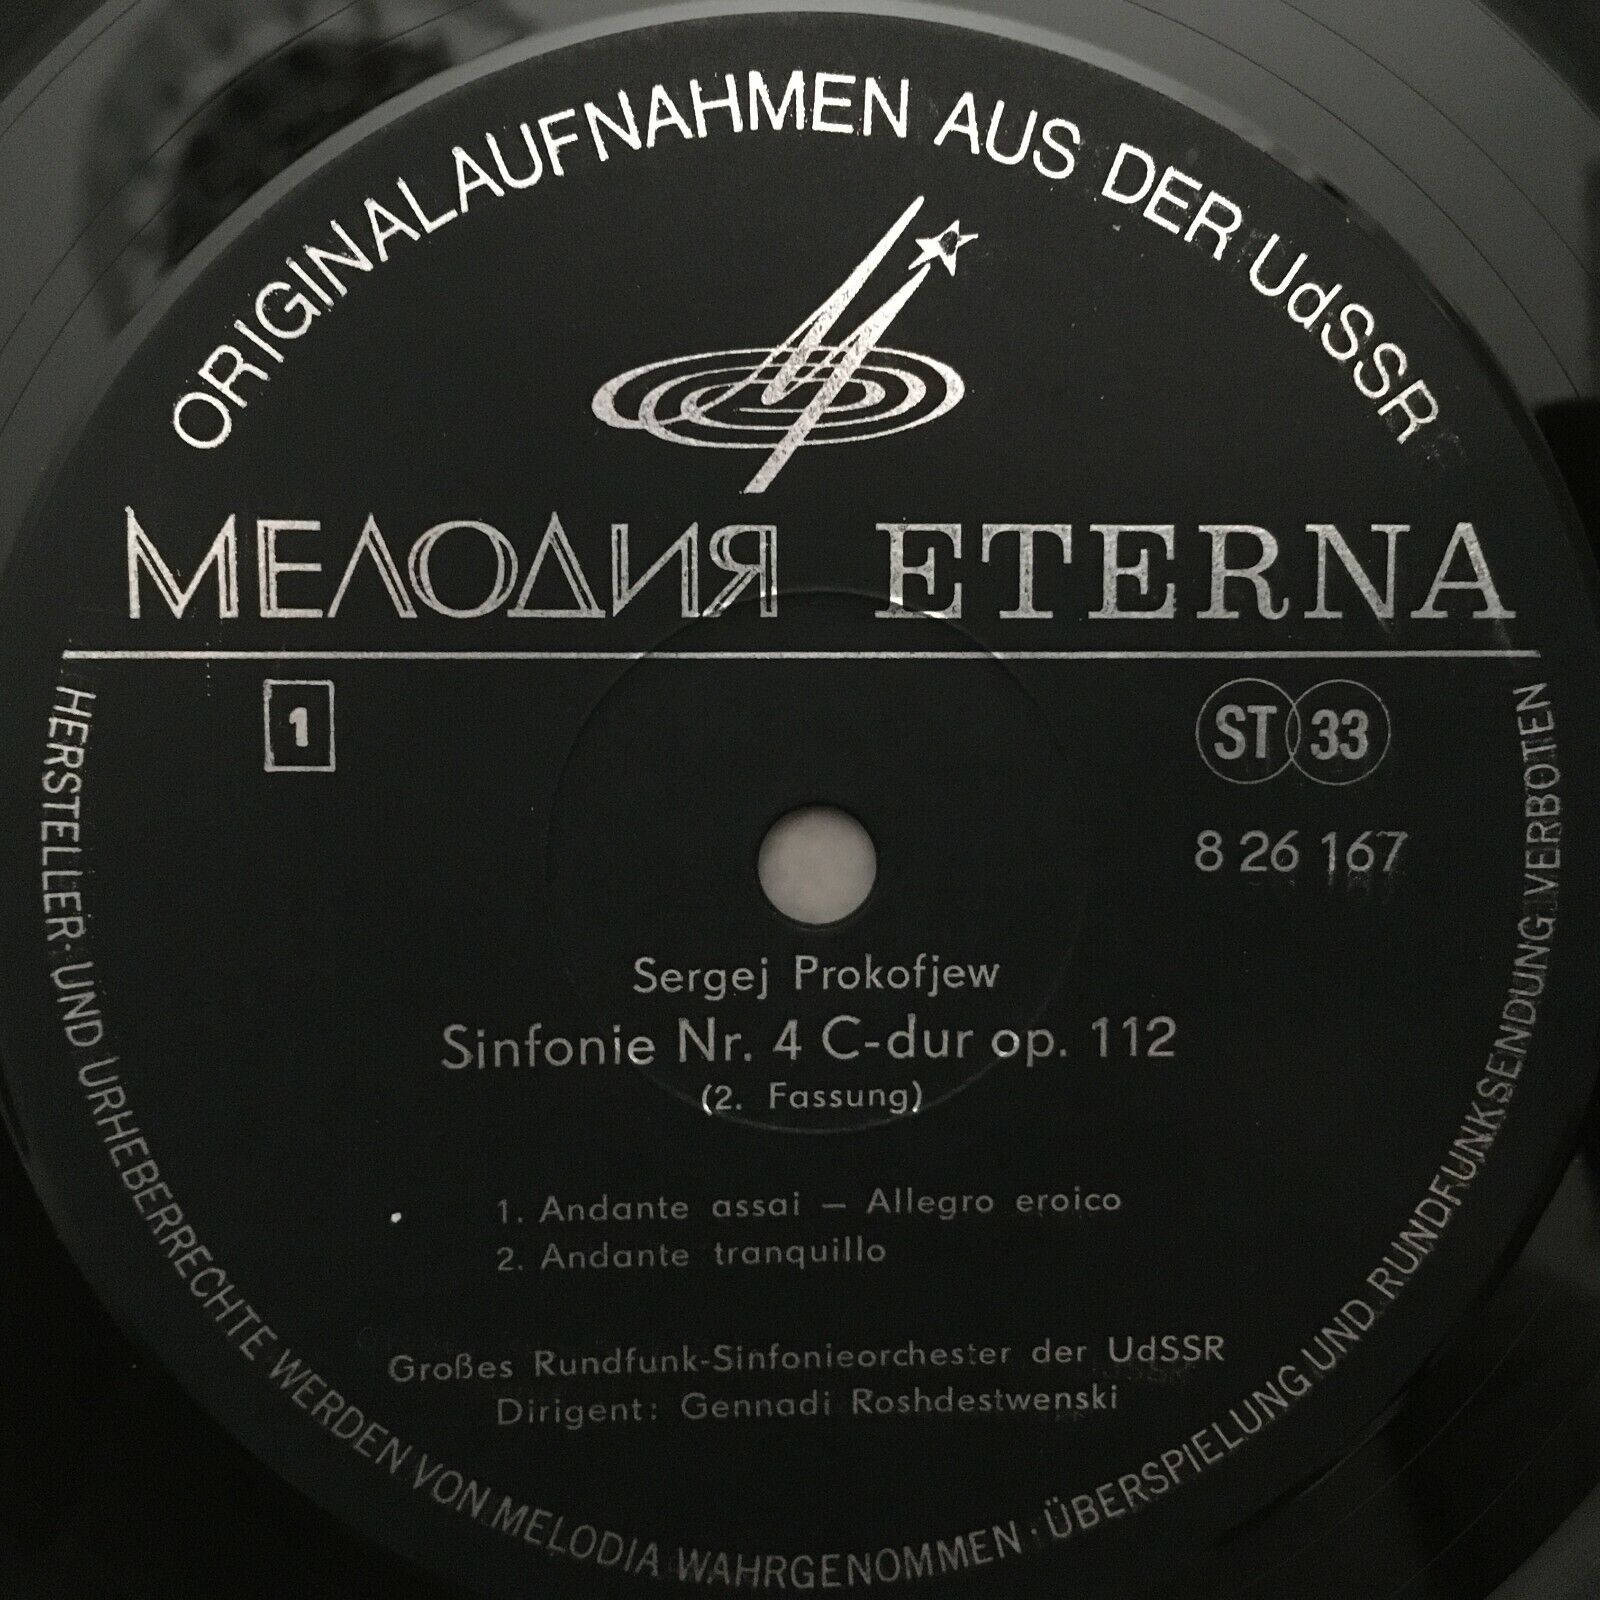 ORIGINALAUFNAHMEN AUS DER UdSSR
МЕЛОДИЯ ETERNA
1
ST 33
8 26 167
Sergej Prokofjew
Sinfonie Nr. 4 C-dur op. 112
(2. Fassung)
1. Andante assai – Allegro eroico
2. Andante tranquillo
Großes Rundfunk-Sinfonieorchester der UdSSR
Dirigent: Gennadi Roshdestwenski
HERSTELLER- UND URHEBERRECHTE WERDEN VON MELODIA WAHRGENOMMEN · ÜBERSPIELUNG UND RUNDFUNKSENDUNG VERBOTEN